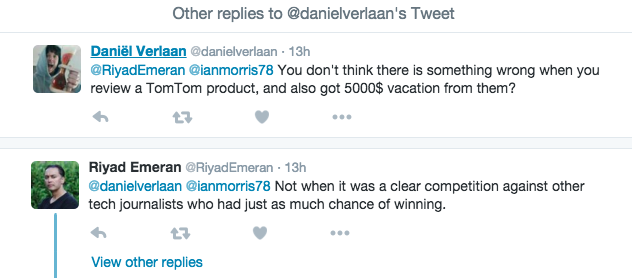 Other replies to @danielverlaan's Tweet
Daniël Verlaan @danielverlaan · 13h
@RiyadEmeran @ianmorris78 You don't think there is something wrong when you
review a TomTom product, and also got 5000$ vacation from them?
Riyad Emeran @RiyadEmeran · 13h
@danielverlaan @ianmorris78 Not when it was a clear competition against other
tech journalists who had just as much chance of winning.
View other replies